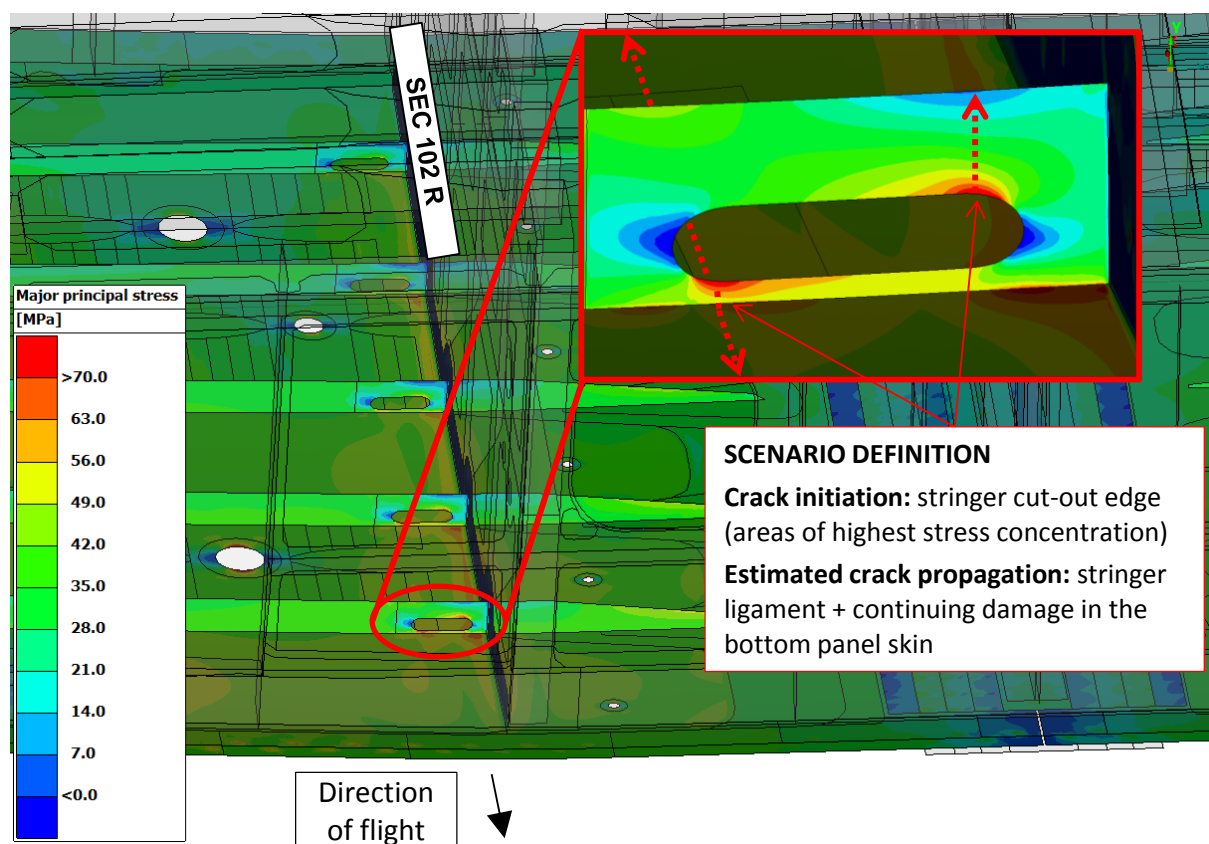 SEC 102 R
Y
Major principal stress
[MPa]
>70.0
63.0
56.0
49.0
42.0
35.0
28.0
21.0
14.0
7.0
<0.0
SCENARIO DEFINITION
Crack initiation: stringer cut-out edge
(areas of highest stress concentration)
Estimated crack propagation: stringer
ligament + continuing damage in the
bottom panel skin
Direction
of flight